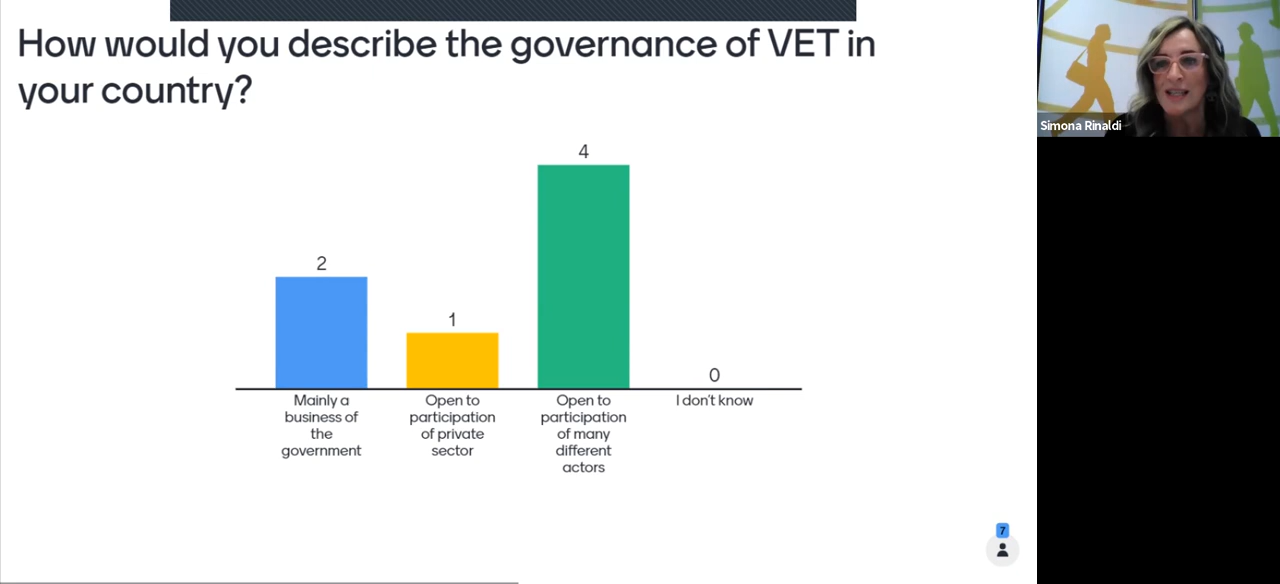 How would you describe the governance of VET in
your country?
Simona Rinaldi
4
2
1
0
Mainly a
business of
the
government
Open to
participation
of private
sector
Open to
participation
of many
different
actors
I don't know
7